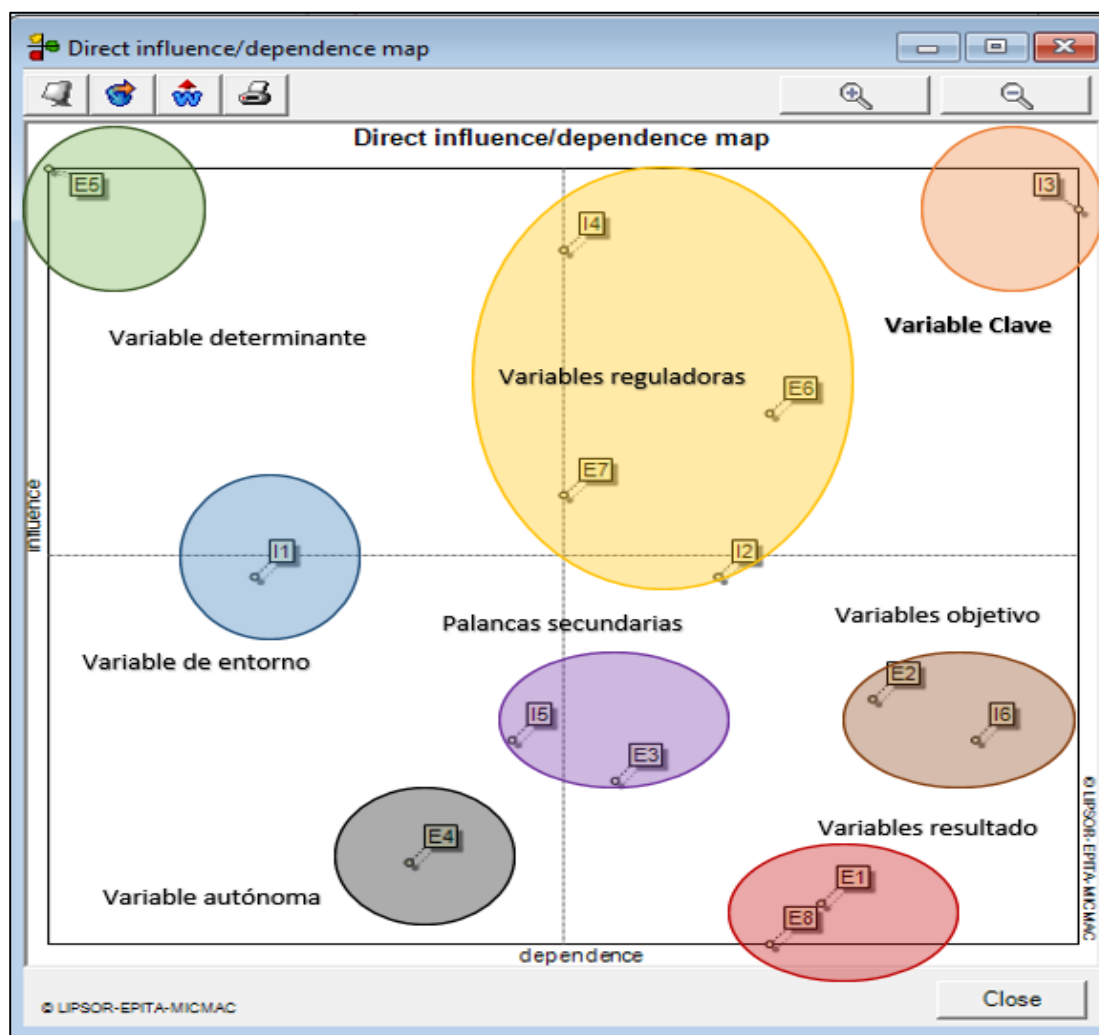 Direct influence/dependence map
Direct influence/dependence map
E5
I3
I4
Variable Clave
Variable determinante
Variables reguladoras
E6
E7
influence
I1
I2
Palancas secundarias
Variables objetivo
Variable de entorno
E2
I5
I6
E3
Variables resultado
E4
E1
Variable autónoma
E8
© LIPSOR-EPITA-MICMAC
dependence
© LIPSOR-EPITA-MICMAC
Close